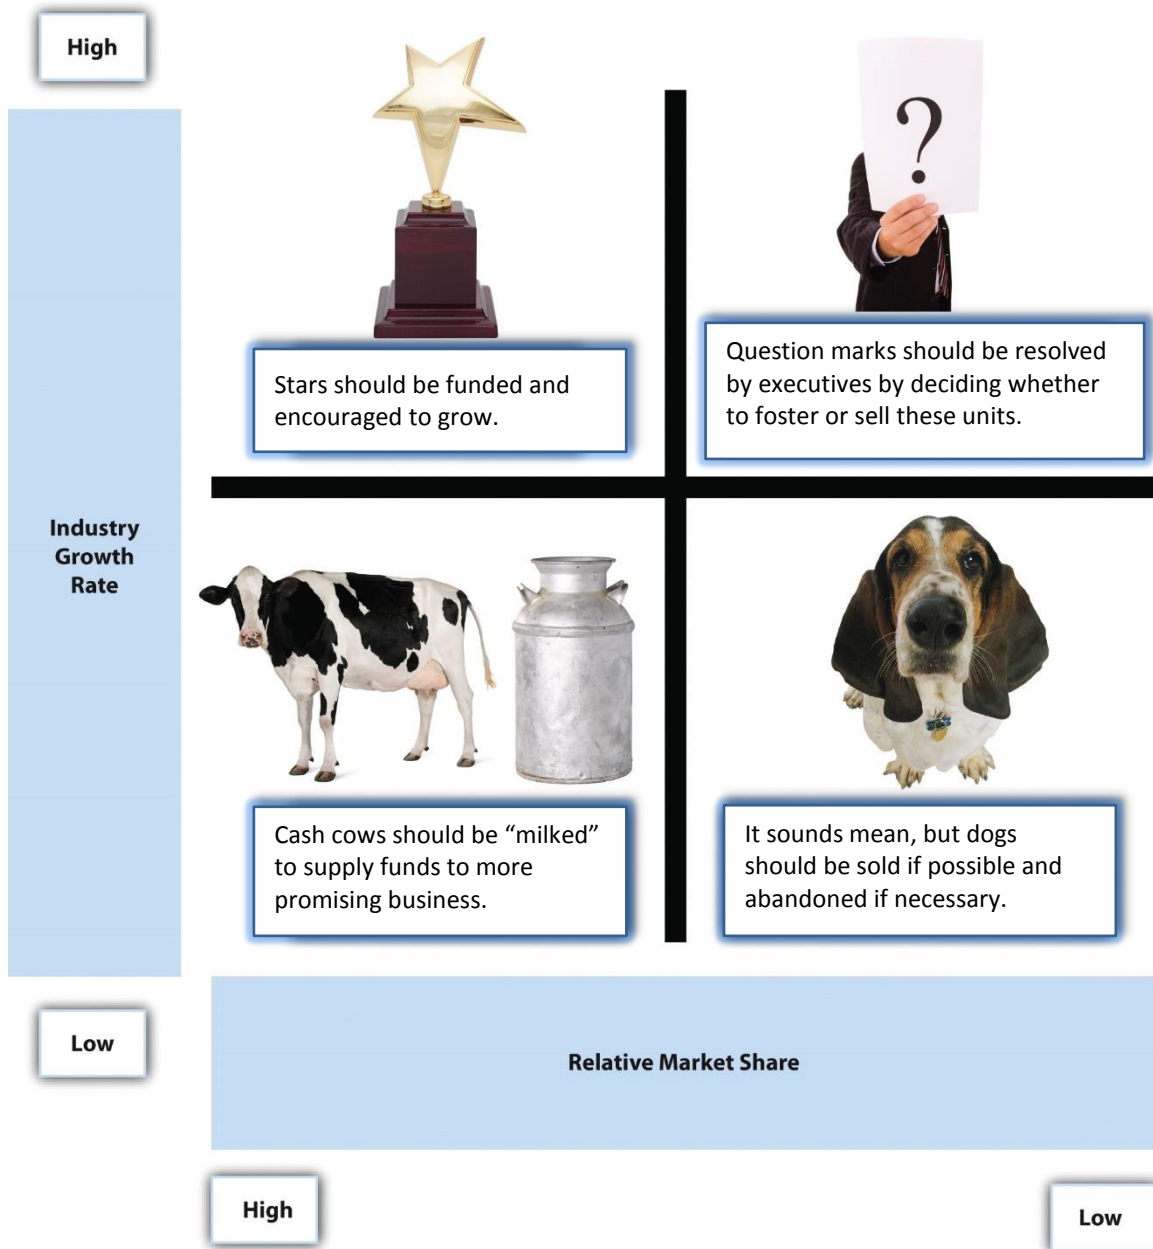 High
?
Stars should be funded and
encouraged to grow.
Question marks should be resolved
by executives by deciding whether
to foster or sell these units.
Industry
Growth
Rate
Cash cows should be “milked”
to supply funds to more
promising business.
It sounds mean, but dogs
should be sold if possible and
abandoned if necessary.
Low
Relative Market Share
High
Low